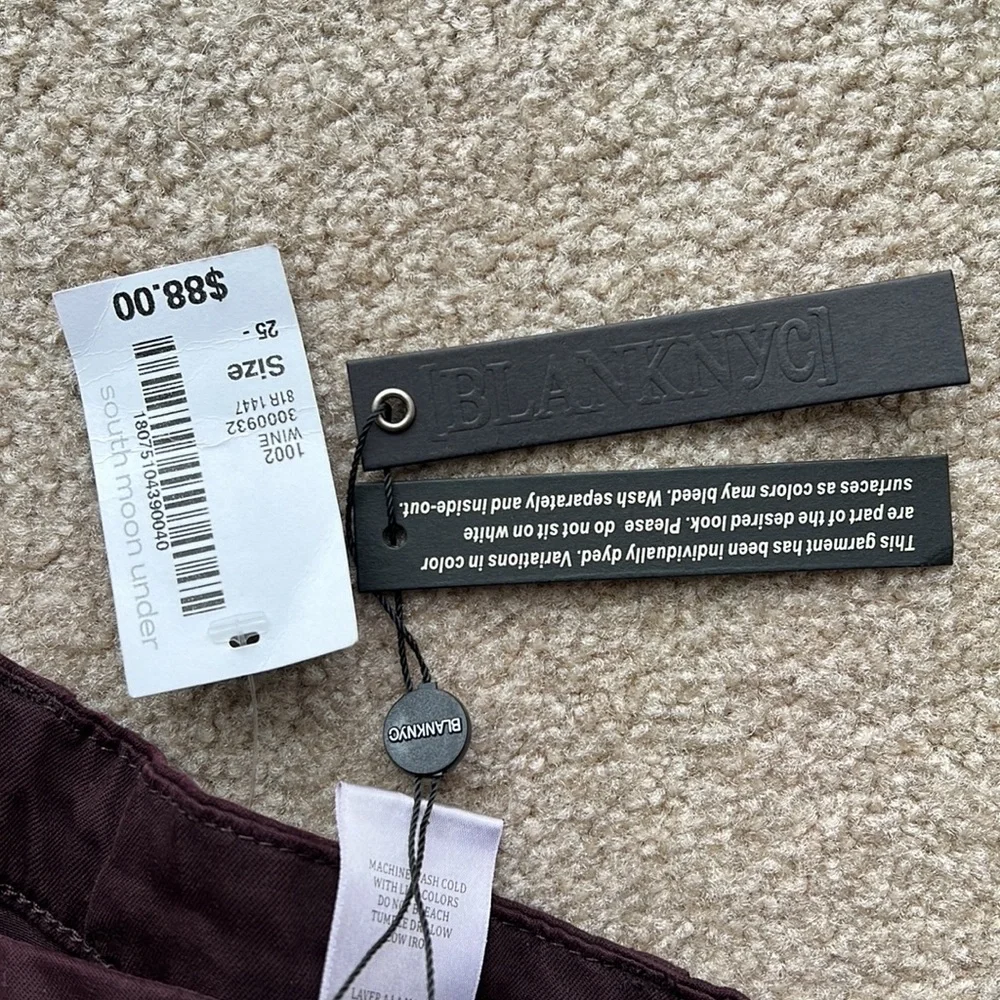 $88.00
25 -
Size
81R 1447
3000932
WINE
1002
180751043900040
south moon under
[BLANKNYC]
This garment has been individually dyed. Variations in color
are part of the desired look. Please do not sit on white
surfaces as colors may bleed. Wash separately and inside-out.
BLANKNYC
MACHINE WASH COLD
WITH LIKE COLORS
DO NOT BLEACH
TUMBLE DRY LOW
LOW IRON